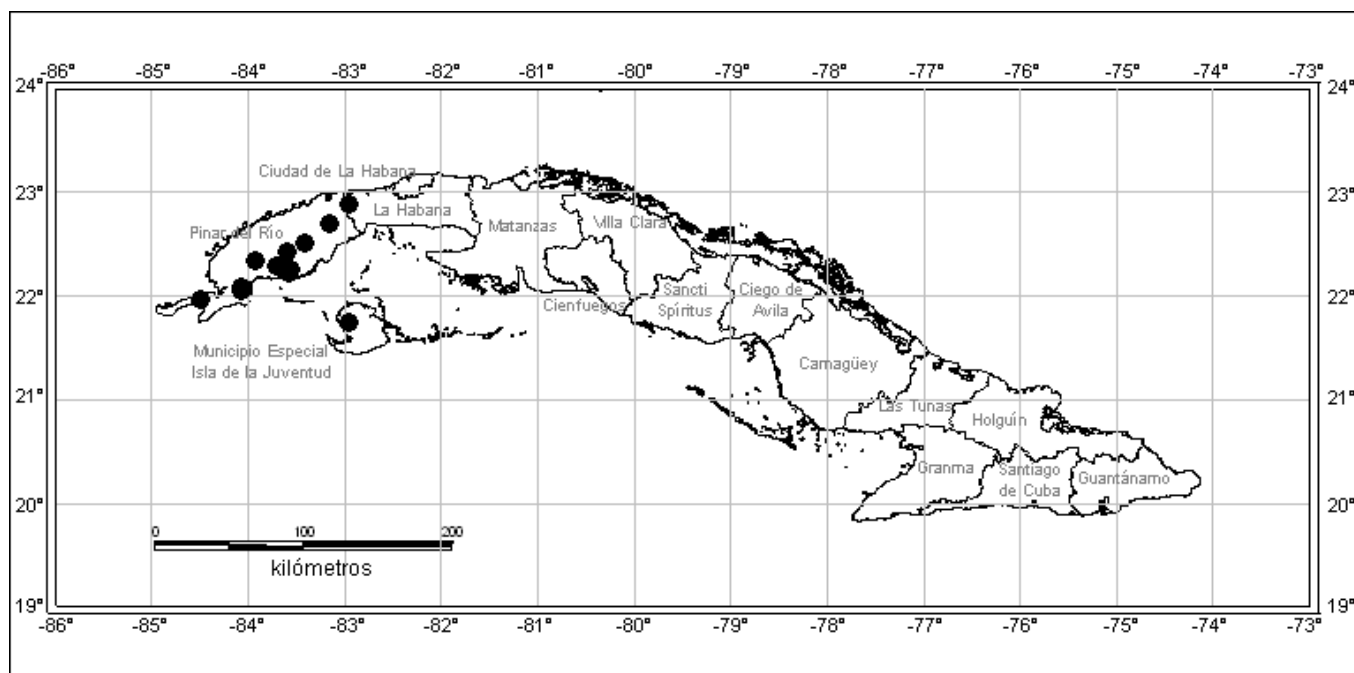 -86° -85° -84° -83° -82° -81° -80° -79° -78° -77° -76° -75° -74° -73°
24° 24°
Ciudad de La Habana
23° 23°
La Habana
Matanzas
Villa Clara
Pinar del Río
22° 22°
Cienfuegos
Sancti
Spíritus
Ciego de
Avila
Municipio Especial
Isla de la Juventud
Camagüey
21° 21°
Las Tunas
Holguín
Granma
Santiago
de Cuba
Guantánamo
20° 20°
0 100 200
kilómetros
19° 19°
-86° -85° -84° -83° -82° -81° -80° -79° -78° -77° -76° -75° -74° -73°